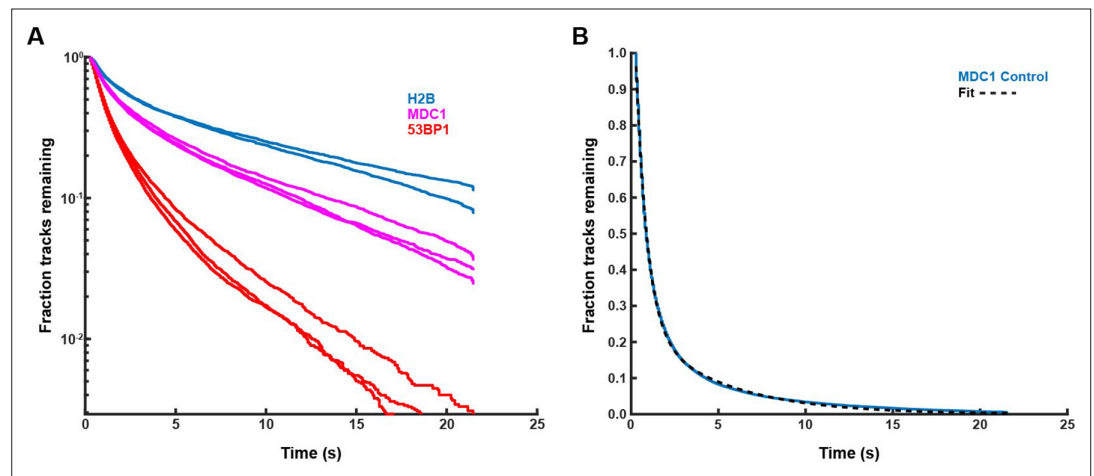 A
10⁰
10⁻¹
10⁻²
Fraction tracks remaining
H2B
MDC1
53BP1
0 5 10 15 20 25
Time (s)
B
1.0
0.9
0.8
0.7
0.6
0.5
0.4
0.3
0.2
0.1
0.0
Fraction tracks remaining
MDC1 Control
Fit
0 5 10 15 20 25
Time (s)